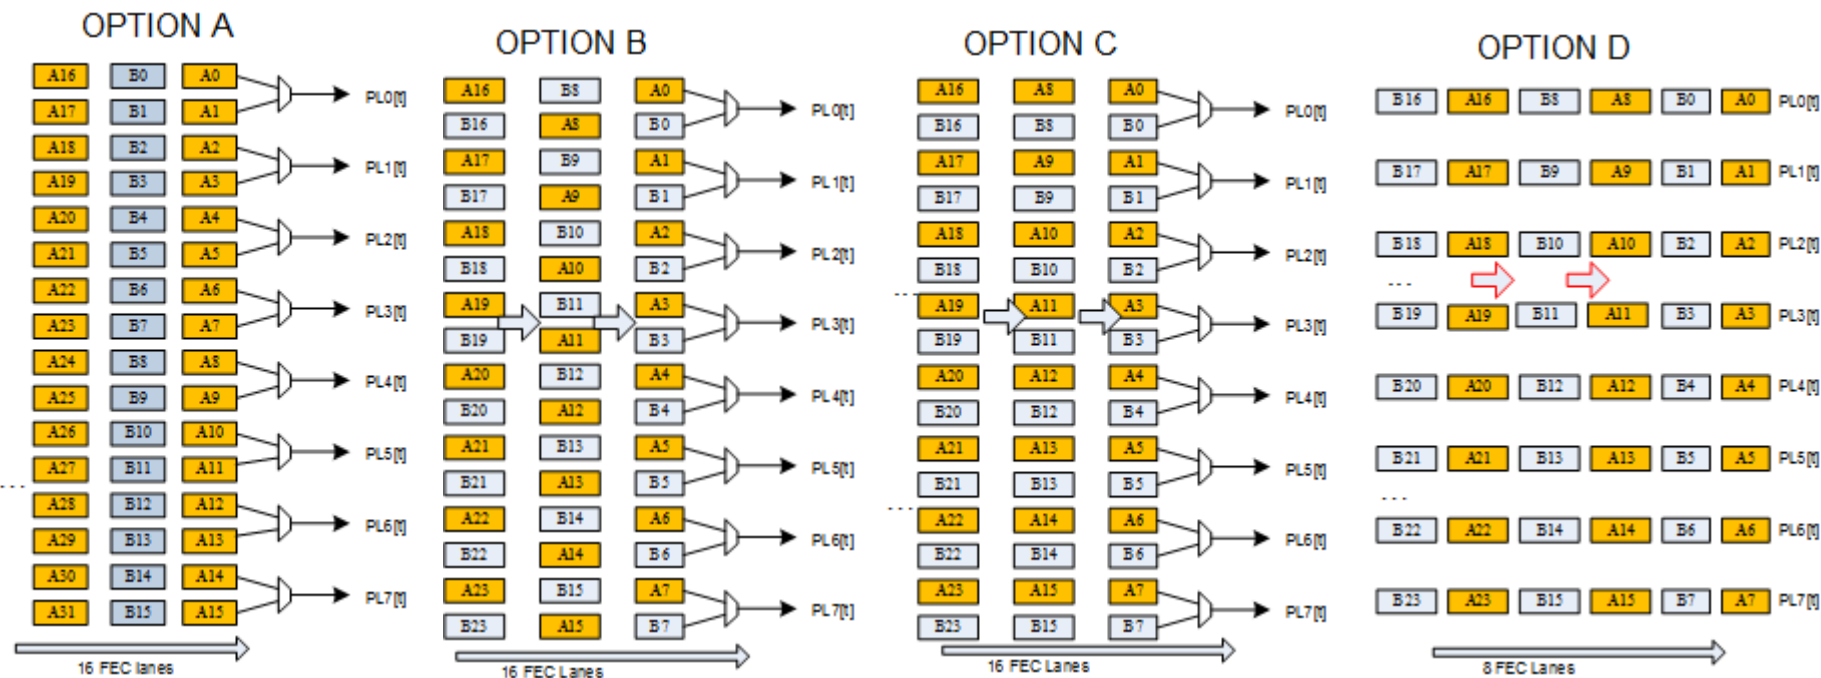 OPTION A
A16 B0 A0
PL0[t]
A17 B1 A1
A18 B2 A2
PL1[t]
A19 B3 A3
A20 B4 A4
PL2[t]
A21 B5 A5
A22 B6 A6
PL3[t]
A23 B7 A7
A24 B8 A8
PL4[t]
A25 B9 A9
A26 B10 A10
PL5[t]
A27 B11 A11
...
A28 B12 A12
PL6[t]
A29 B13 A13
A30 B14 A14
PL7[t]
A31 B15 A15
16 FEC lanes
OPTION B
A16 B8 A0
PL0[t]
B16 A8 B0
A17 B9 A1
PL1[t]
B17 A9 B1
A18 B10 A2
PL2[t]
B18 A10 B2
A19 B11 A3
PL3[t]
B19 A11 B3
A20 B12 A4
PL4[t]
B20 A12 B4
A21 B13 A5
PL5[t]
B21 A13 B5
A22 B14 A6
PL6[t]
B22 A14 B6
A23 B15 A7
PL7[t]
B23 A15 B7
16 FEC Lanes
OPTION C
A16 A8 A0
PL0[t]
B16 B8 B0
A17 A9 A1
PL1[t]
B17 B9 B1
A18 A10 A2
PL2[t]
B18 B10 B2
...
A19 A11 A3
PL3[t]
B19 B11 B3
A20 A12 A4
PL4[t]
B20 B12 B4
A21 A13 A5
PL5[t]
B21 B13 B5
...
A22 A14 A6
PL6[t]
B22 B14 B6
A23 A15 A7
PL7[t]
B23 B15 B7
16 FEC Lanes
OPTION D
B16 A16 B8 A8 B0 A0 PL0[t]
B17 A17 B9 A9 B1 A1 PL1[t]
B18 A18 B10 A10 B2 A2 PL2[t]
...
B19 A19 B11 A11 B3 A3 PL3[t]
B20 A20 B12 A12 B4 A4 PL4[t]
B21 A21 B13 A13 B5 A5 PL5[t]
...
B22 A22 B14 A14 B6 A6 PL6[t]
B23 A23 B15 A15 B7 A7 PL7[t]
8 FEC Lanes